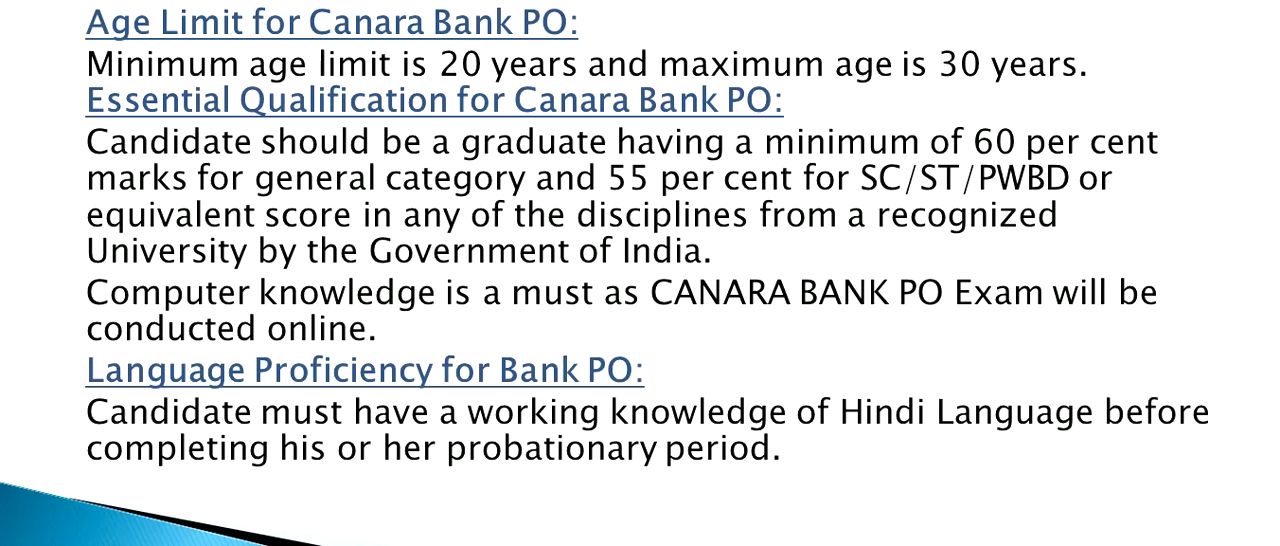 Age Limit for Canara Bank PO:
Minimum age limit is 20 years and maximum age is 30 years.
Essential Qualification for Canara Bank PO:
Candidate should be a graduate having a minimum of 60 per cent
marks for general category and 55 per cent for SC/ST/PWBD or
equivalent score in any of the disciplines from a recognized
University by the Government of India.
Computer knowledge is a must as CANARA BANK PO Exam will be
conducted online.
Language Proficiency for Bank PO:
Candidate must have a working knowledge of Hindi Language before
completing his or her probationary period.